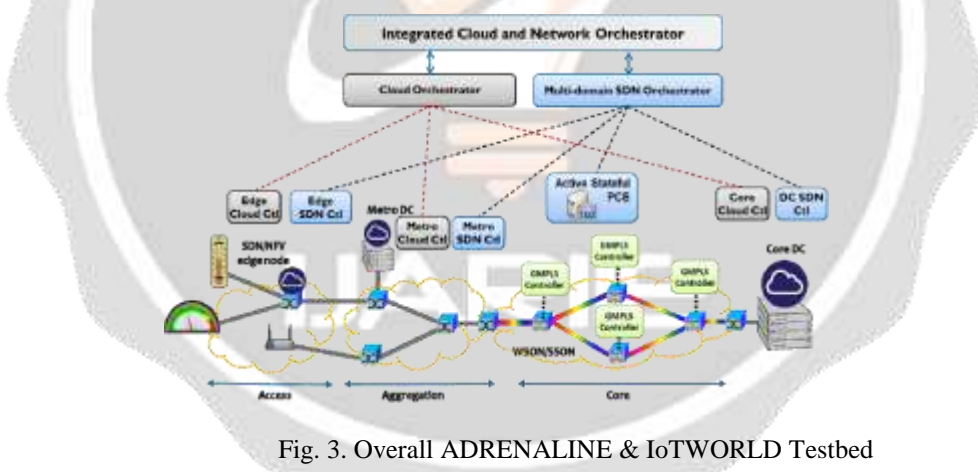 Integrated Cloud and Network Orchestrator
Cloud Orchestrator
Multi-domain SDN Orchestrator
Edge
Cloud Ctl
Edge
SDN Ctl
Metro DC
Metro
Cloud Ctl
Metro
SDN Ctl
Active Stateful
PCE
Core
Cloud Ctl
DC SDN
Ctl
SDN/NFV
edge node
Core DC
GMPLS
Controller
GMPLS
Controller
GMPLS
Controller
GMPLS
Controller
WSON/SSON
Access
Aggregation
Core
Fig. 3. Overall ADRENALINE & IoTWORLD Testbed